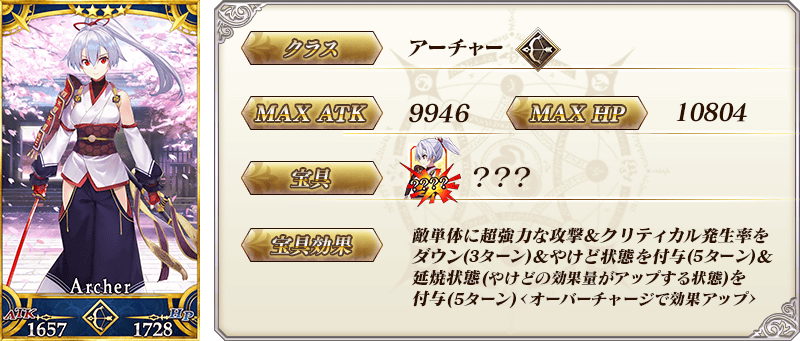 Archer
ATK
HP
1657
1728
クラス
アーチャー
MAX ATK
9946
MAX HP
10804
宝具
????
???
宝具効果
敵単体に超強力な攻撃&クリティカル発生率を
ダウン(3ターン)&やけど状態を付与(5ターン)&
延焼状態(やけどの効果量がアップする状態)を
付与(5ターン)<オーバーチャージで効果アップ>